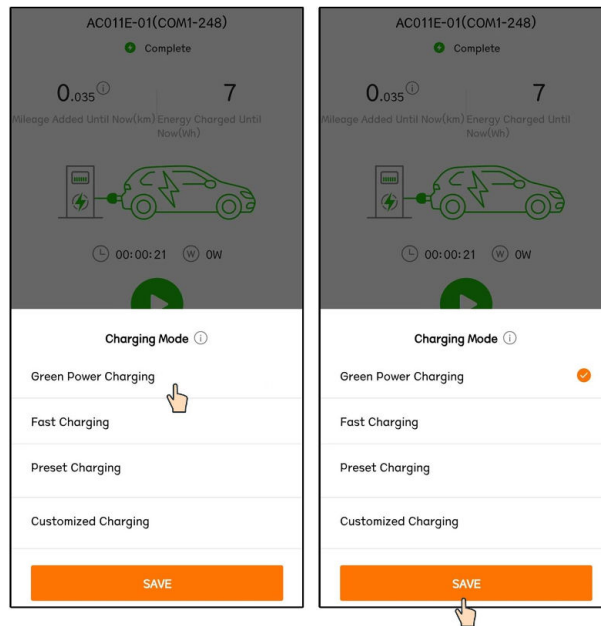 AC011E-01(COM1-248)
Complete
0.035
7
Mileage Added Until Now(km)
Energy Charged Until
Now(Wh)
00:00:21
W
0W
Charging Mode
Green Power Charging
Fast Charging
Preset Charging
Customized Charging
SAVE
AC011E-01(COM1-248)
Complete
0.035
7
Mileage Added Until Now(km)
Energy Charged Until
Now(Wh)
00:00:21
W
0W
Charging Mode
Green Power Charging
Fast Charging
Preset Charging
Customized Charging
SAVE